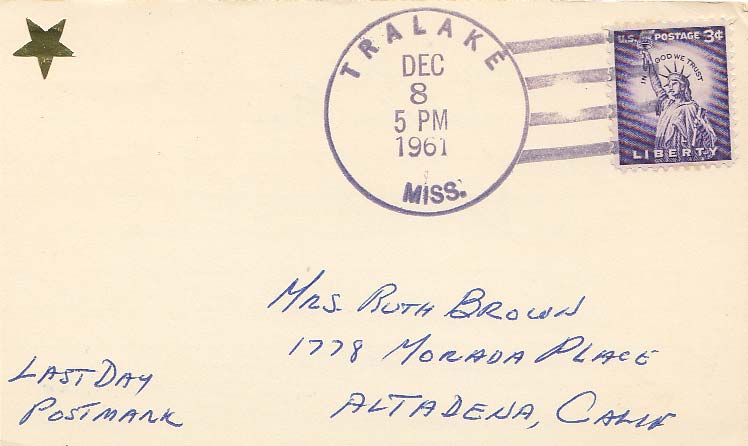 TRALAKE
DEC
8
5 PM
1961
MISS.
U.S. POSTAGE 3¢
IN GOD WE TRUST
LIBERTY
MRS. RUTH BROWN
1778 MORADA PLACE
ALTADENA, CALIF
LAST DAY
POSTMARK